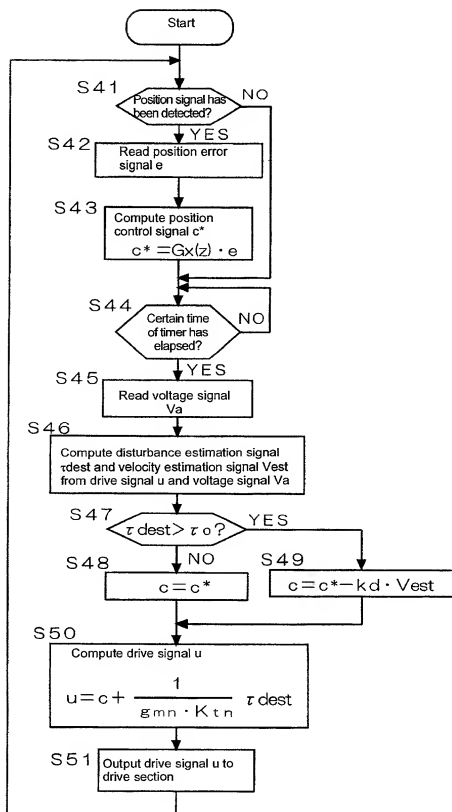 Start
S41
Position signal has
been detected?
NO
YES
S42
Read position error
signal e
S43
Compute position
control signal c*
c*=Gx(z)·e
S44
Certain time
of timer has
elapsed?
NO
YES
S45
Read voltage signal
Va
S46
Compute disturbance estimation signal
τdest and velocity estimation signal Vest
from drive signal u and voltage signal Va
S47
τdest>τo?
YES
NO
S48
c=c*
S49
c=c*−kd·Vest
S50
Compute drive signal u
u=c+ 1/(gmn·Ktn) τdest
S51
Output drive signal u to
drive section